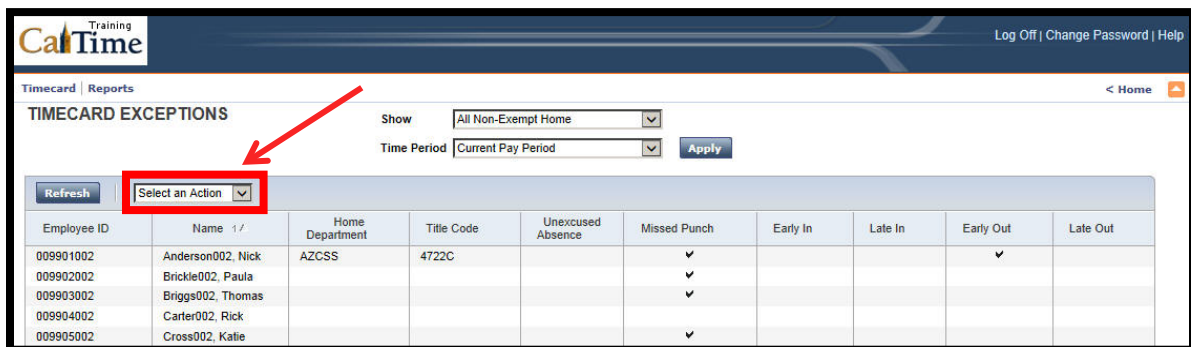 Training
CalTime
Log Off | Change Password | Help
Timecard | Reports
< Home
TIMECARD EXCEPTIONS
Show All Non-Exempt Home
Time Period Current Pay Period Apply
Refresh Select an Action
Employee ID Name 1 / Home Department Title Code Unexcused Absence Missed Punch Early In Late In Early Out Late Out
009901002 Anderson002, Nick AZCSS 4722C
009902002 Brickle002, Paula
009903002 Briggs002, Thomas
009904002 Carter002, Rick
009905002 Cross002, Katie